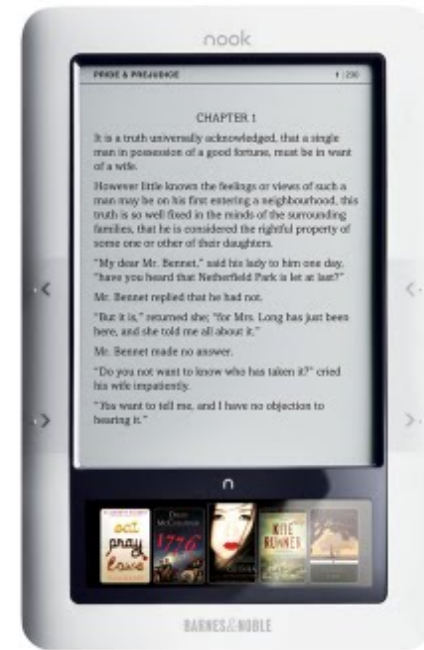 nook
PRIDE & PREJUDICE 1 | 290
CHAPTER 1
It is a truth universally acknowledged, that a single
man in possession of a good fortune, must be in want
of a wife.
However little known the feelings or views of such a
man may be on his first entering a neighbourhood, this
truth is so well fixed in the minds of the surrounding
families, that he is considered the rightful property of
some one or other of their daughters.
"My dear Mr. Bennet," said his lady to him one day,
"have you heard that Netherfield Park is let at last?"
Mr. Bennet replied that he had not.
"But it is," returned she; "for Mrs. Long has just been
here, and she told me all about it."
Mr. Bennet made no answer.
"Do you not want to know who has taken it?" cried
his wife impatiently.
"You want to tell me, and I have no objection to
hearing it."
n
eat
pray
love
DAVID
McCULLOUGH
1776
KITE
RUNNER
BARNES&NOBLE